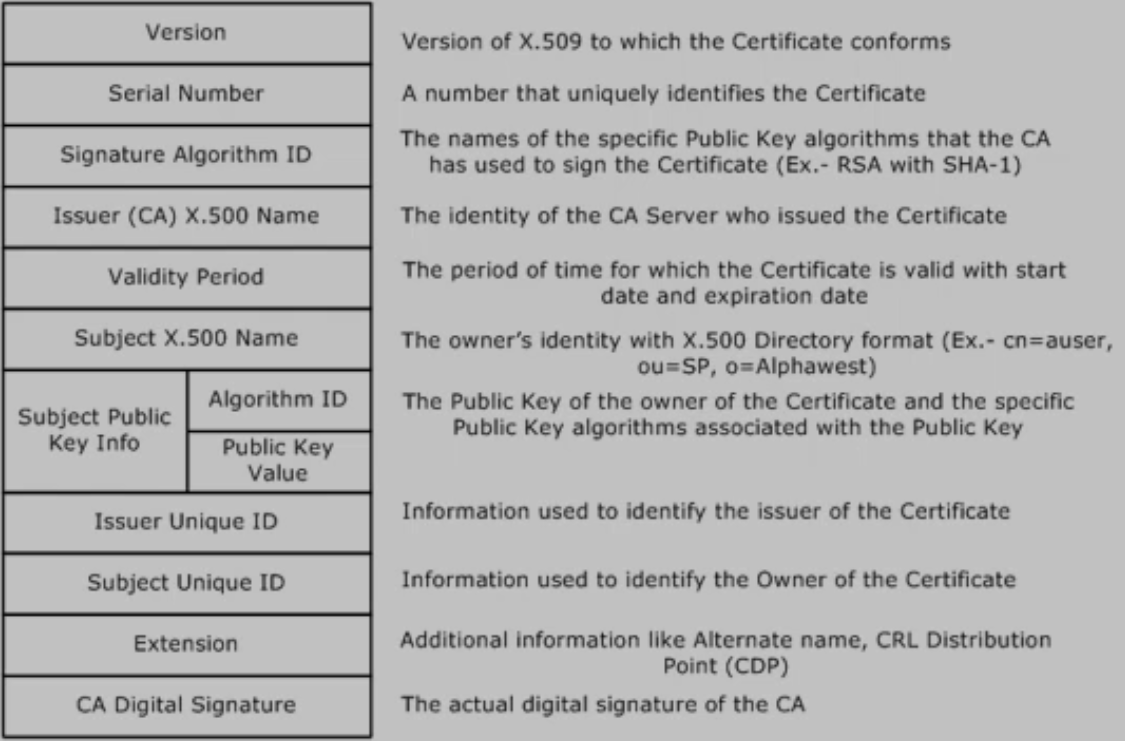 Version
Version of X.509 to which the Certificate conforms
Serial Number
A number that uniquely identifies the Certificate
Signature Algorithm ID
The names of the specific Public Key algorithms that the CA
has used to sign the Certificate (Ex.- RSA with SHA-1)
Issuer (CA) X.500 Name
The identity of the CA Server who issued the Certificate
Validity Period
The period of time for which the Certificate is valid with start
date and expiration date
Subject X.500 Name
The owner's identity with X.500 Directory format (Ex.- cn=auser,
ou=SP, o=Alphawest)
Subject Public
Key Info
Algorithm ID
Public Key
Value
The Public Key of the owner of the Certificate and the specific
Public Key algorithms associated with the Public Key
Issuer Unique ID
Information used to identify the issuer of the Certificate
Subject Unique ID
Information used to identify the Owner of the Certificate
Extension
Additional information like Alternate name, CRL Distribution
Point (CDP)
CA Digital Signature
The actual digital signature of the CA